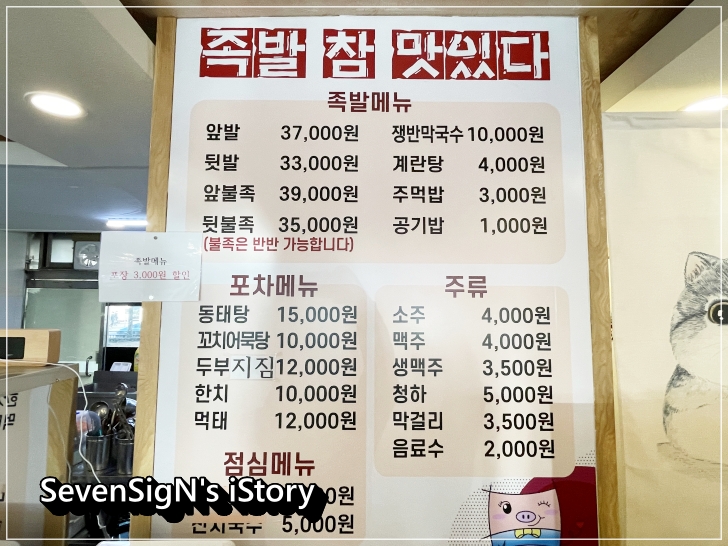 족발 참 맛있다
족발메뉴
앞발 37,000원
뒷발 33,000원
앞불족 39,000원
뒷불족 35,000원
(불족은 반반 가능합니다)
쟁반막국수 10,000원
계란탕 4,000원
주먹밥 3,000원
공기밥 1,000원
족발메뉴
포장 3,000원 할인
포차메뉴
동태탕 15,000원
꼬치어묵탕 10,000원
두부지짐 12,000원
한치 10,000원
먹태 12,000원
주류
소주 4,000원
맥주 4,000원
생맥주 3,500원
청하 5,000원
막걸리 3,500원
음료수 2,000원
점심메뉴
5,000원
SevenSigN's iStory